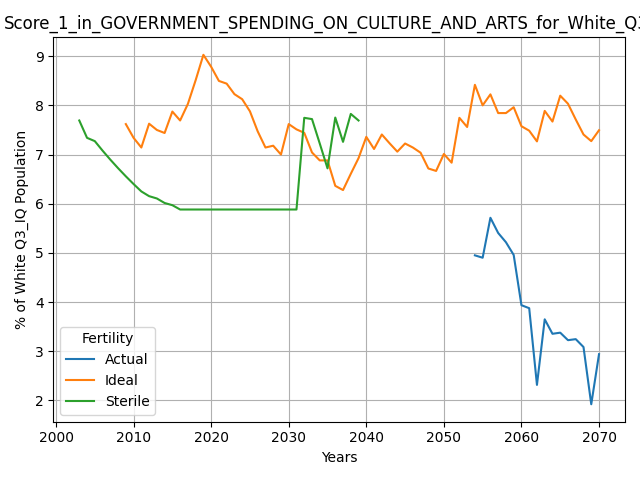 Score_1_in_GOVERNMENT_SPENDING_ON_CULTURE_AND_ARTS_for_White_Q3
% of White Q3_IQ Population
9
8
7
6
5
4
3
2
Fertility
Actual
Ideal
Sterile
2000 2010 2020 2030 2040 2050 2060 2070
Years